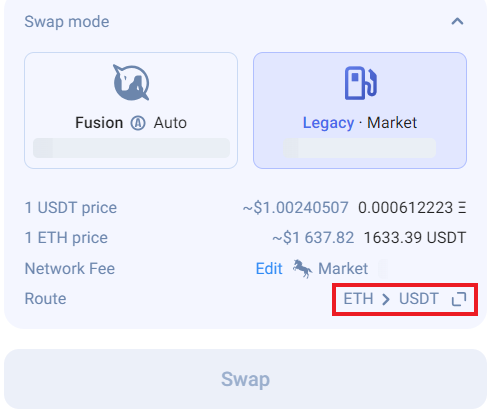 Swap mode
Fusion Ⓐ Auto
Legacy · Market
1 USDT price ~$1.00240507 0.000612223 Ξ
1 ETH price ~$1 637.82 1633.39 USDT
Network Fee Edit Market
Route ETH > USDT
Swap